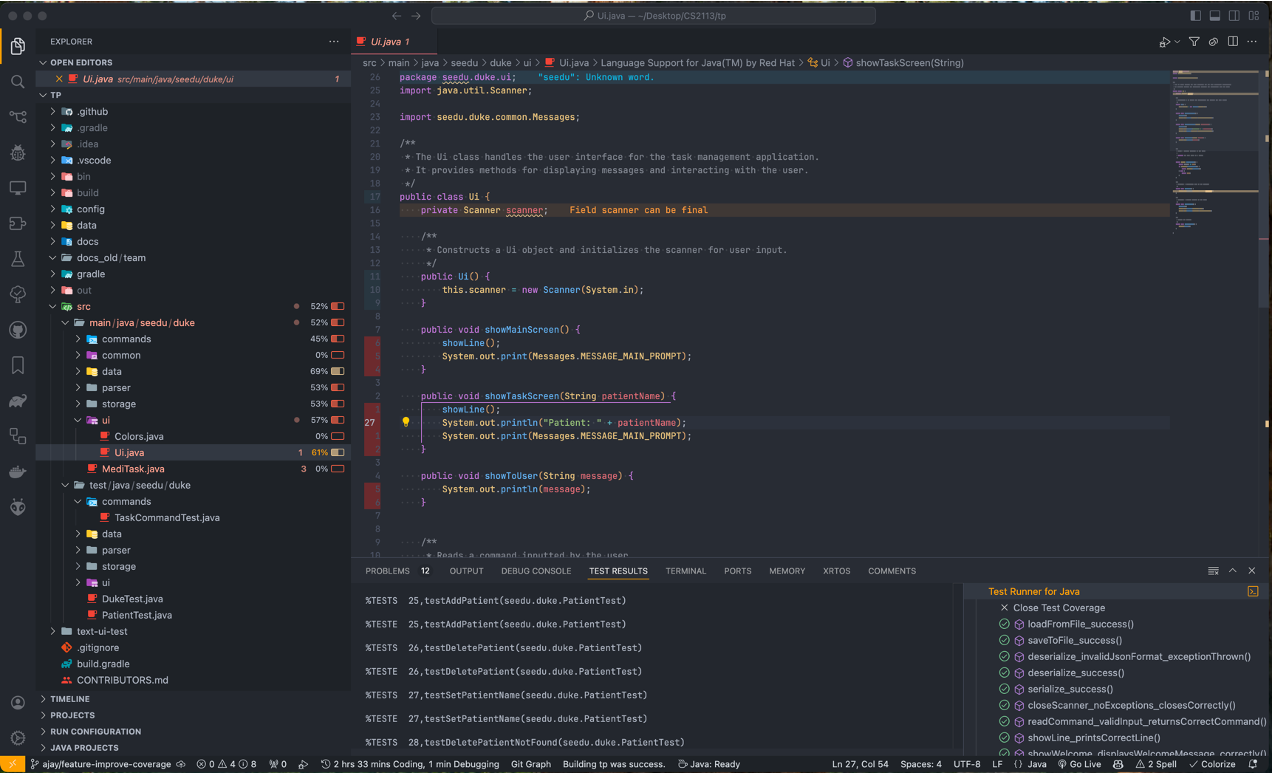 Ui.java — ~/Desktop/CS2113/tp
EXPLORER
OPEN EDITORS
Ui.java src/main/java/seedu/duke/ui 1
TP
.github
.gradle
.idea
.vscode
bin
build
config
data
docs
docs_old/team
gradle
out
src 52%
main/java/seedu/duke 52%
commands 45%
common 0%
data 69%
parser 53%
storage 53%
ui 57%
Colors.java 0%
Ui.java 1 61%
MediTask.java 3 0%
test/java/seedu/duke
commands
TaskCommandTest.java
data
parser
storage
ui
DukeTest.java
PatientTest.java
text-ui-test
.gitignore
build.gradle
CONTRIBUTORS.md
TIMELINE
PROJECTS
RUN CONFIGURATION
JAVA PROJECTS
Ui.java 1
src > main > java > seedu > duke > ui > Ui.java > Language Support for Java(TM) by Red Hat > Ui > showTaskScreen(String)
26 package seedu.duke.ui; "seedu": Unknown word.
25 import java.util.Scanner;
24
23 import seedu.duke.common.Messages;
22
21 /**
20 * The Ui class handles the user interface for the task management application.
19 * It provides methods for displaying messages and interacting with the user.
18 */
17 public class Ui {
16 private Scanner scanner; Field scanner can be final
15
14 /**
13 * Constructs a Ui object and initializes the scanner for user input.
12 */
11 public Ui() {
10 this.scanner = new Scanner(System.in);
9 }
8
7 public void showMainScreen() {
6 showLine();
5 System.out.print(Messages.MESSAGE_MAIN_PROMPT);
4 }
3
2 public void showTaskScreen(String patientName) {
1 showLine();
27 System.out.println("Patient: " + patientName);
1 System.out.print(Messages.MESSAGE_MAIN_PROMPT);
2 }
3
4 public void showToUser(String message) {
5 System.out.println(message);
6 }
7
8
9 /**
10 * Reads a command inputted by the user
PROBLEMS 12 OUTPUT DEBUG CONSOLE TEST RESULTS TERMINAL PORTS MEMORY XRTOS COMMENTS
%TESTS 25,testAddPatient(seedu.duke.PatientTest)
%TESTE 25,testAddPatient(seedu.duke.PatientTest)
%TESTS 26,testDeletePatient(seedu.duke.PatientTest)
%TESTE 26,testDeletePatient(seedu.duke.PatientTest)
%TESTS 27,testSetPatientName(seedu.duke.PatientTest)
%TESTE 27,testSetPatientName(seedu.duke.PatientTest)
%TESTS 28,testDeletePatientNotFound(seedu.duke.PatientTest)
Test Runner for Java
Close Test Coverage
loadFromFile_success()
saveToFile_success()
deserialize_invalidJsonFormat_exceptionThrown()
deserialize_success()
serialize_success()
closeScanner_noExceptions_closesCorrectly()
readCommand_validInput_returnsCorrectCommand()
showLine_printsCorrectLine()
showWelcome_displaysWelcomeMessage_correctly()
ajay/feature-improve-coverage 0 4 8 0 2 hrs 33 mins Coding, 1 min Debugging Git Graph Building tp was success. Java: Ready Ln 27, Col 54 Spaces: 4 UTF-8 LF {} Java Go Live 2 Spell Colorize